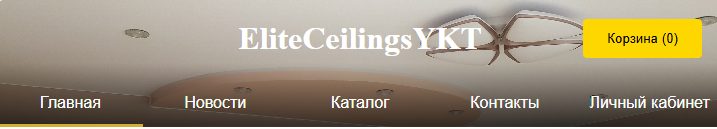 EliteCeilingsYKT
Корзина (0)
Главная Новости Каталог Контакты Личный кабинет